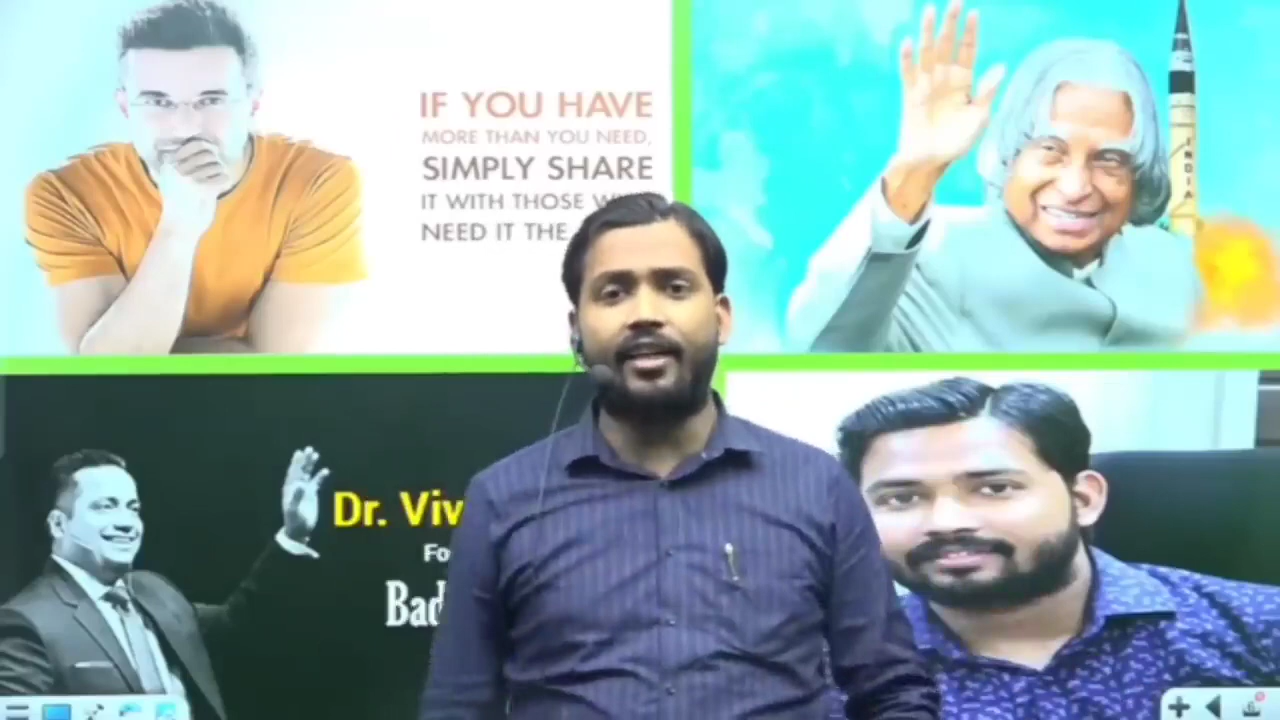 IF YOU HAVE
MORE THAN YOU NEED,
SIMPLY SHARE
IT WITH THOSE
NEED IT THE
INDIA
Dr. Viv
Fo
Bad